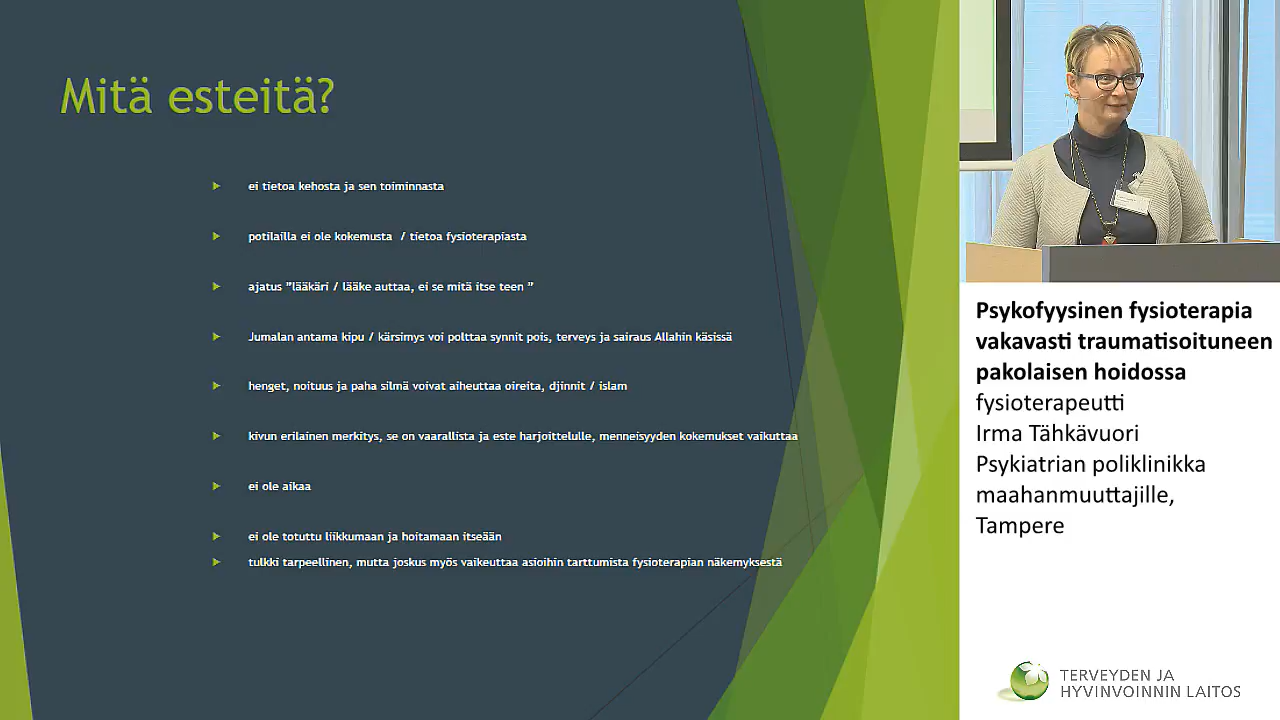 Mitä esteitä?
ei tietoa kehosta ja sen toiminnasta
potilailla ei ole kokemusta / tietoa fysioterapiasta
ajatus ”lääkäri / lääke auttaa, ei se mitä itse teen ”
Jumalan antama kipu / kärsimys voi polttaa synnit pois, terveys ja sairaus Allahin käsissä
henget, noituus ja paha silmä voivat aiheuttaa oireita, djinnit / islam
kivun erilainen merkitys, se on vaarallista ja este harjoittelulle, menneisyyden kokemukset vaikuttaa
ei ole aikaa
ei ole totuttu liikkumaan ja hoitamaan itseään
tulkki tarpeellinen, mutta joskus myös vaikeuttaa asioihin tarttumista fysioterapian näkemyksestä
Psykofyysinen fysioterapia
vakavasti traumatisoituneen
pakolaisen hoidossa
fysioterapeutti
Irma Tähkävuori
Psykiatrian poliklinikka
maahanmuuttajille,
Tampere
TERVEYDEN JA
HYVINVOINNIN LAITOS